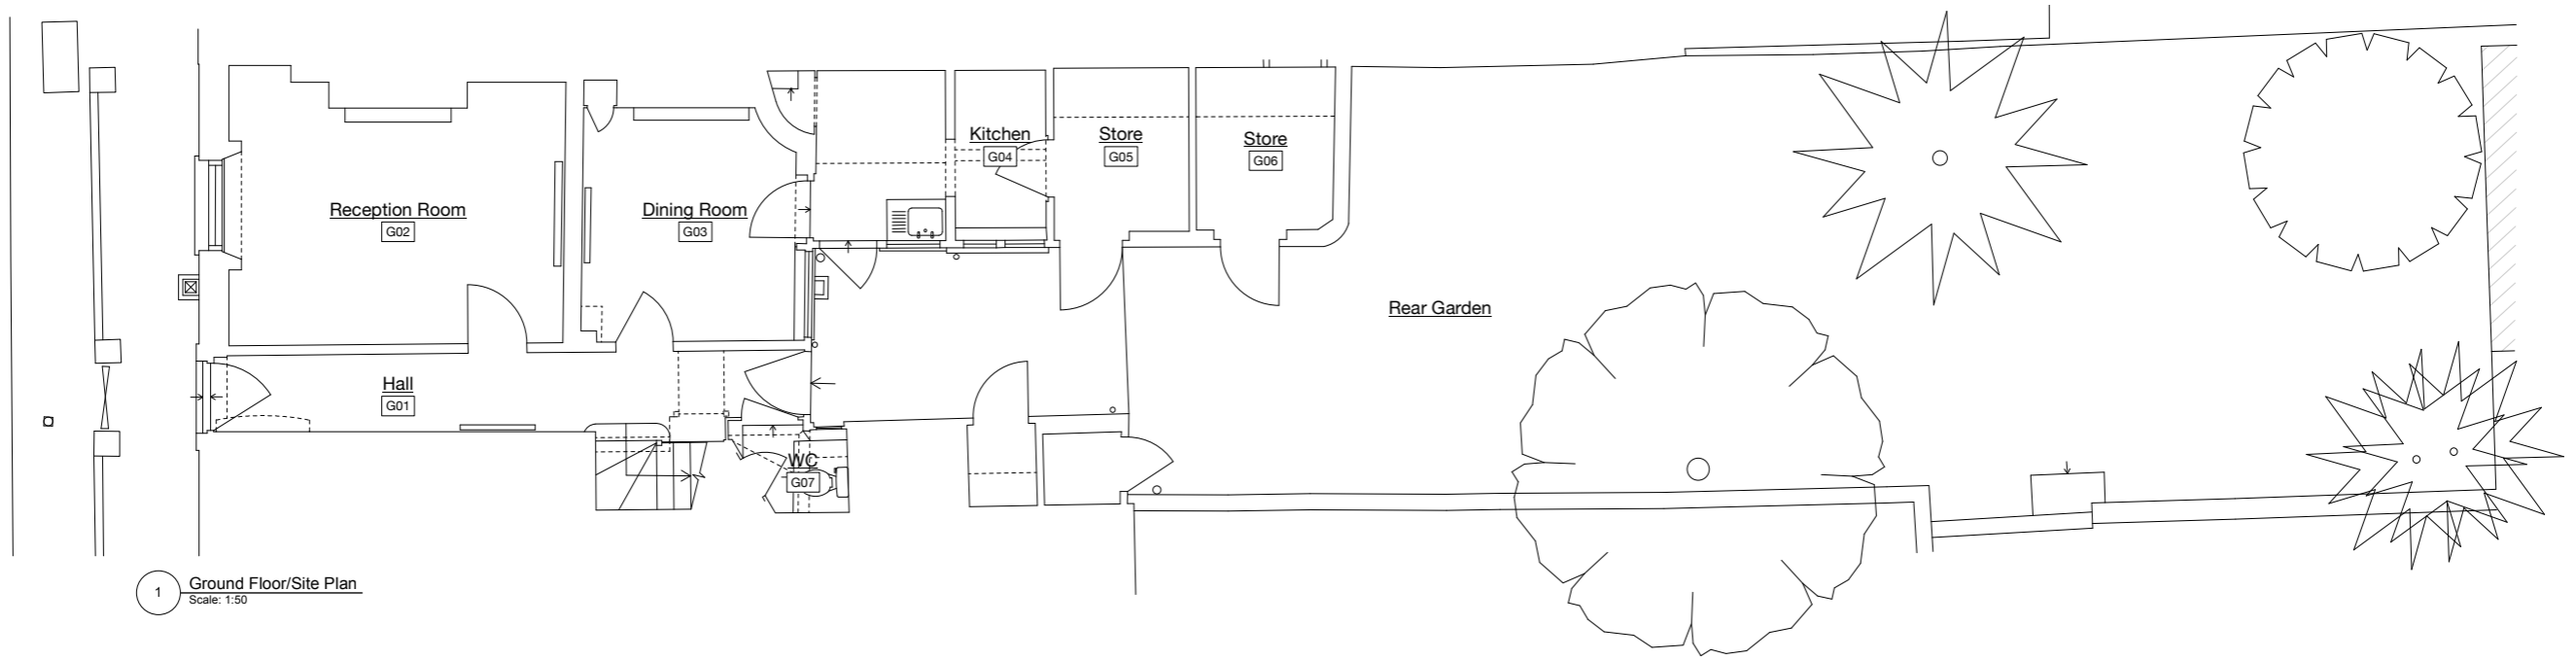 Reception Room
G02
Dining Room
G03
Kitchen
G04
Store
G05
Store
G06
Hall
G01
WC
G07
Rear Garden
1
Ground Floor/Site Plan
Scale: 1:50